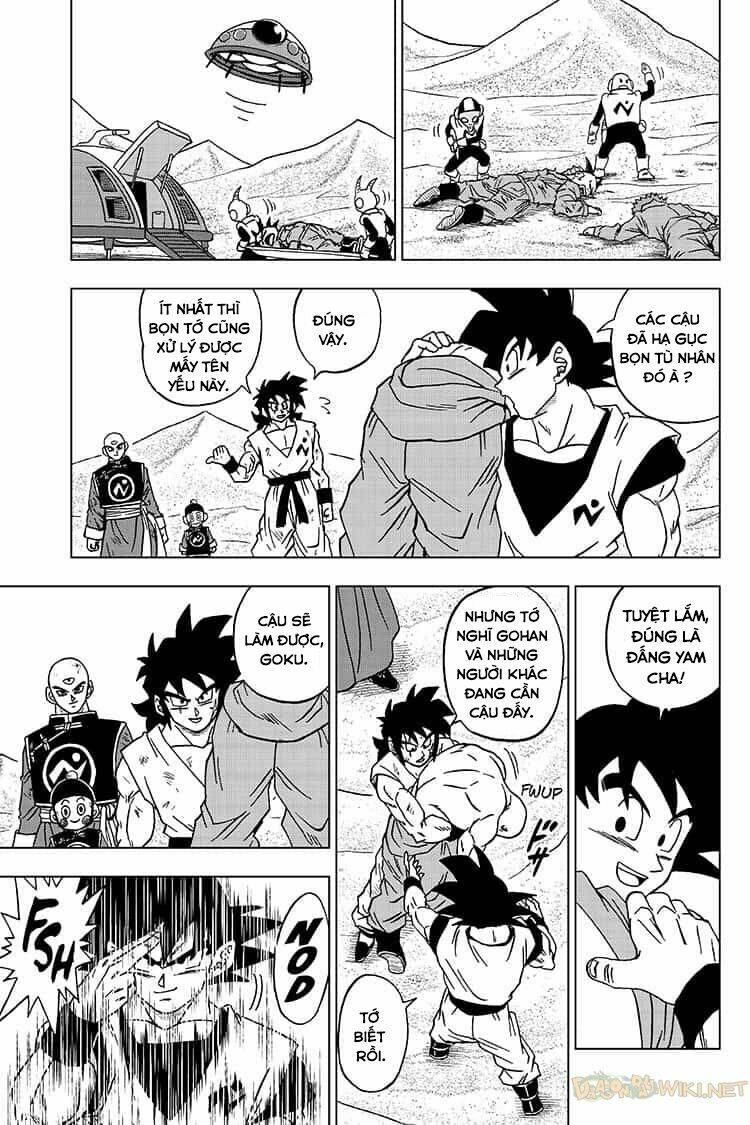 CÁC CẬU
ĐÃ HẠ GỤC
BỌN TÙ NHÂN
ĐÓ À ?
ĐÚNG
VẬY.
ÍT NHẤT THÌ
BỌN TỚ CŨNG
XỬ LÝ ĐƯỢC
MẤY TÊN
YẾU NÀY.
TUYỆT LẮM,
ĐÚNG LÀ
ĐẤNG YAM
CHA!
NHƯNG TỚ
NGHĨ GOHAN
VÀ NHỮNG
NGƯỜI KHÁC
ĐANG CẦN
CẬU ĐẤY.
FWUP
ドサ
TỚ
BIẾT
RỒI.
CẬU SẼ
LÀM ĐƯỢC,
GOKU.
NOD
FSH
DRAGONBALLWIKI.NET